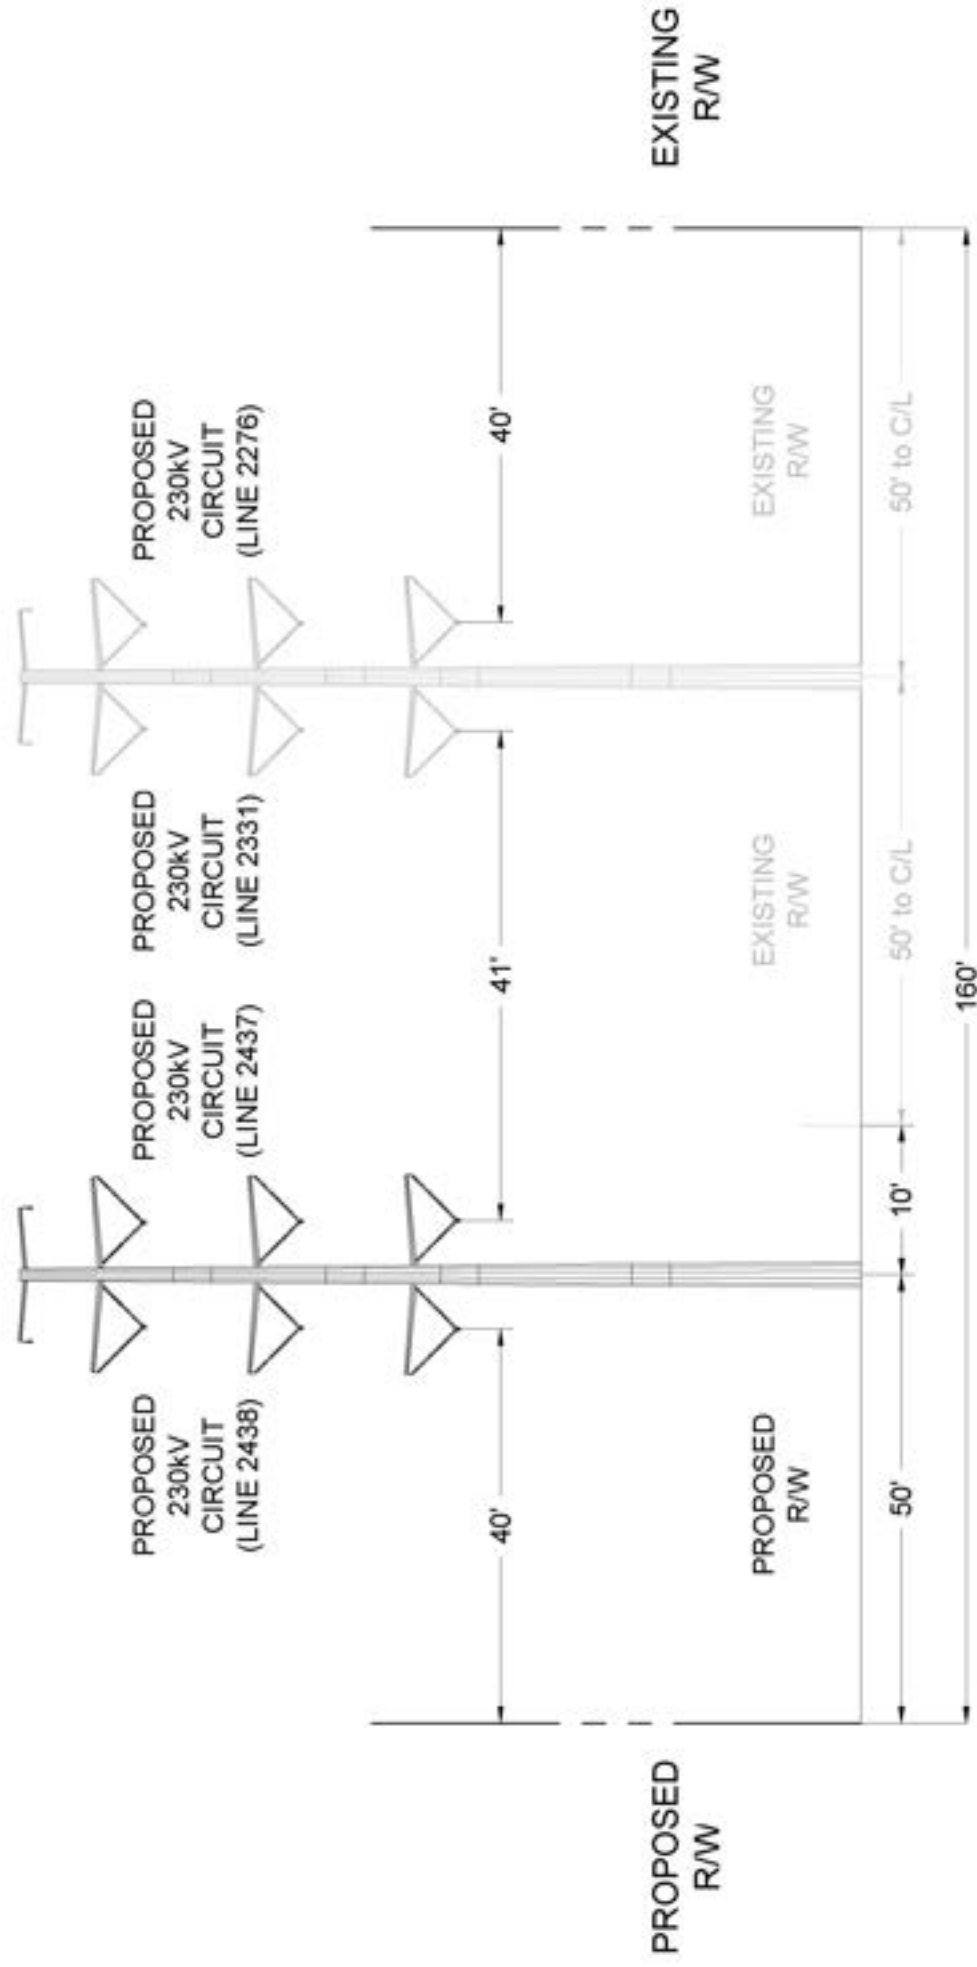 PROPOSED
230kV
CIRCUIT
(LINE 2438)
PROPOSED
230kV
CIRCUIT
(LINE 2437)
PROPOSED
230kV
CIRCUIT
(LINE 2331)
PROPOSED
230kV
CIRCUIT
(LINE 2276)
40'
41'
40'
PROPOSED
R/W
PROPOSED
R/W
EXISTING
R/W
EXISTING
R/W
EXISTING
R/W
50'
10'
50' to C/L
50' to C/L
160'